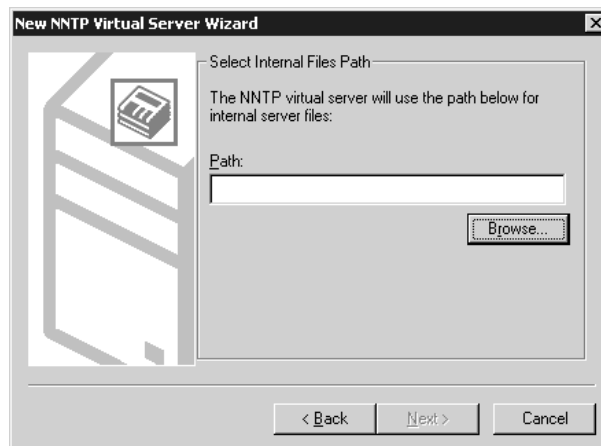 New NNTP Virtual Server Wizard
Select Internal Files Path
The NNTP virtual server will use the path below for
internal server files:
Path:
Browse...
< Back
Next >
Cancel